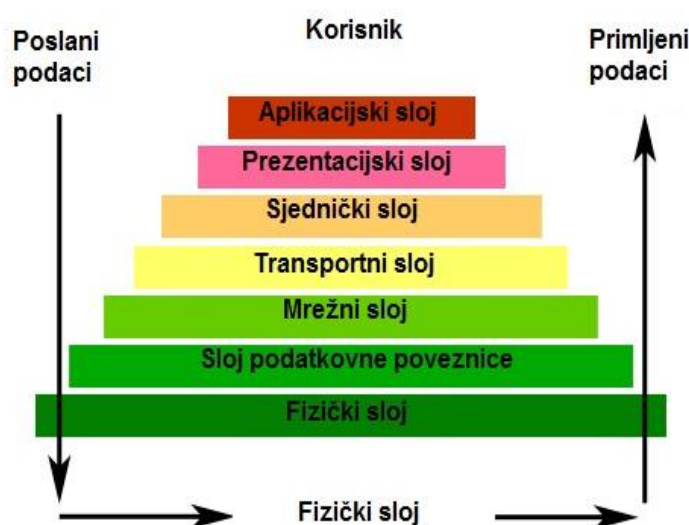 Poslani
podaci
Korisnik
Primljeni
podaci
Aplikacijski sloj
Prezentacijski sloj
Sjednički sloj
Transportni sloj
Mrežni sloj
Sloj podatkovne poveznice
Fizički sloj
Fizički sloj